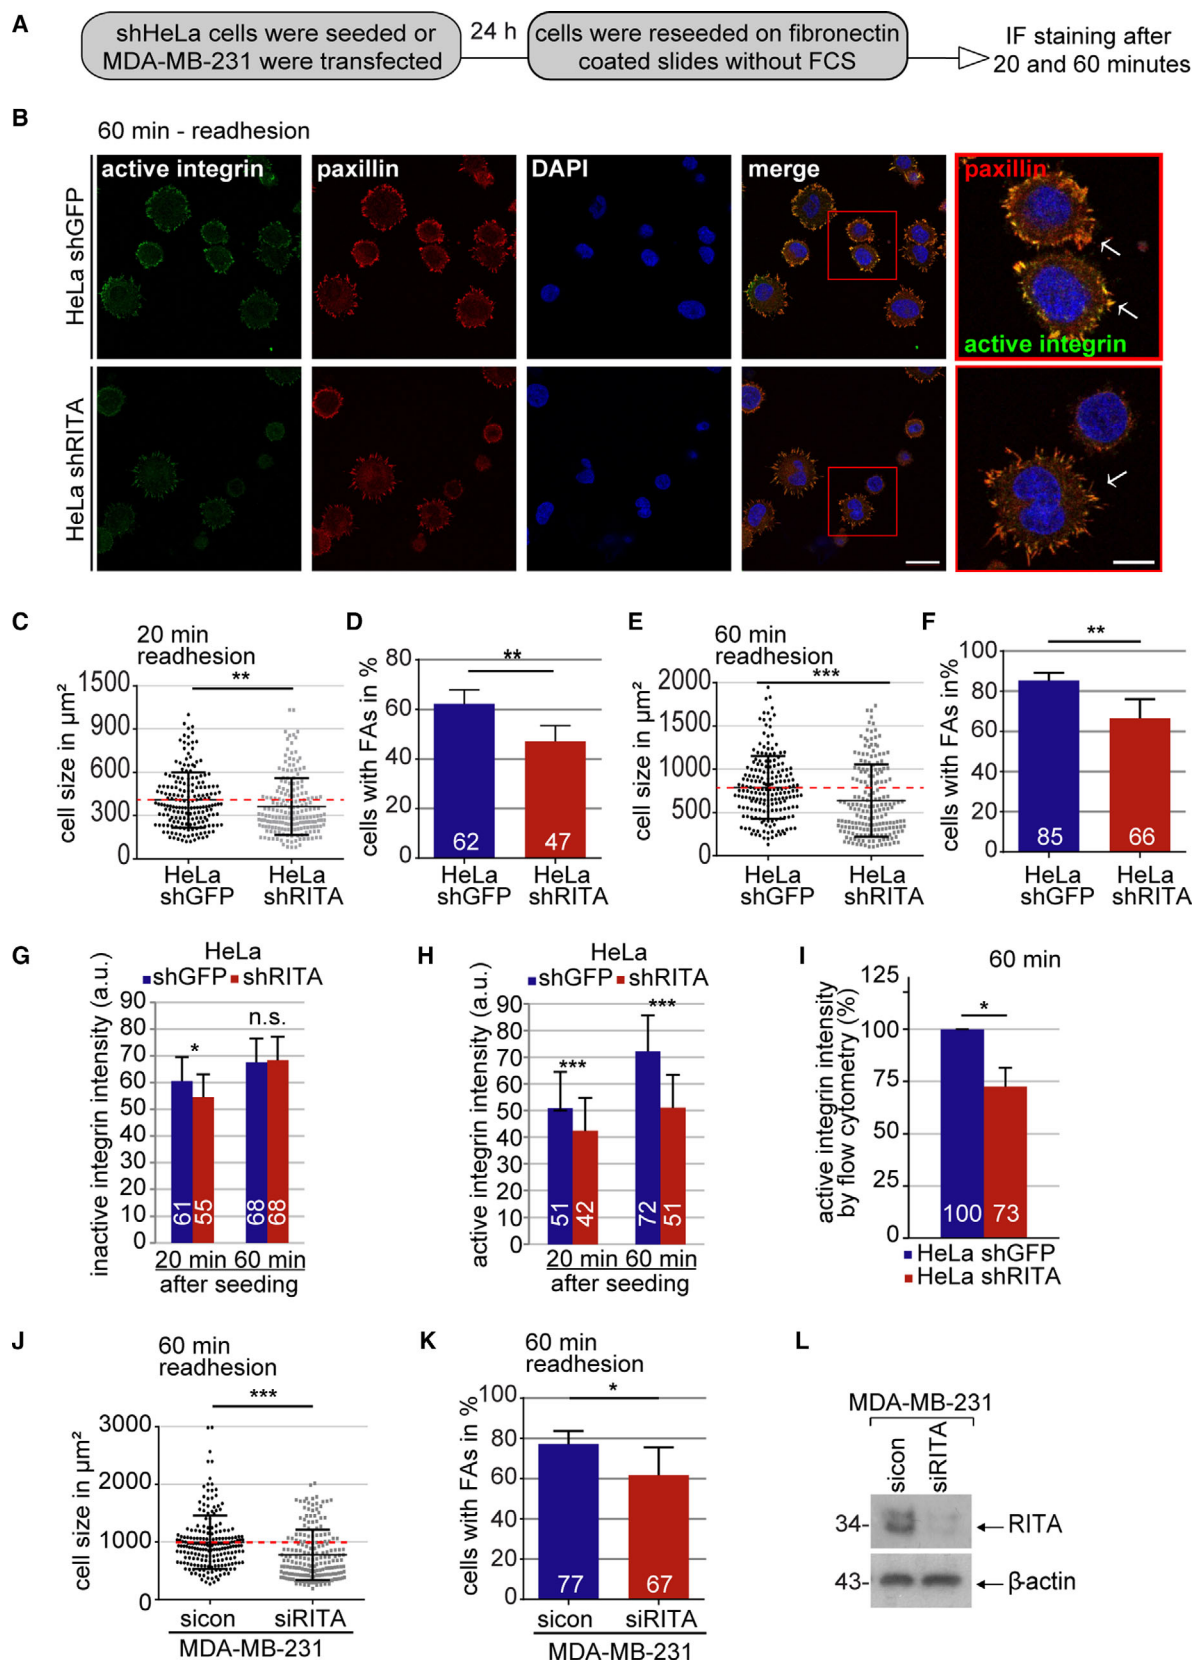 A
shHeLa cells were seeded or
MDA-MB-231 were transfected
24 h
cells were reseeded on fibronectin
coated slides without FCS
IF staining after
20 and 60 minutes
B
60 min - readhesion
active integrin
paxillin
DAPI
merge
paxillin
active integrin
HeLa shGFP
HeLa shRITA
C
20 min
readhesion
**
cell size in µm²
1500
900
600
300
0
HeLa
shGFP
HeLa
shRITA
D
**
cells with FAs in %
80
60
40
20
0
62
47
HeLa
shGFP
HeLa
shRITA
E
60 min
readhesion
***
cell size in µm²
2000
1500
1000
500
0
HeLa
shGFP
HeLa
shRITA
F
**
cells with FAs in%
100
80
60
40
20
0
85
66
HeLa
shGFP
HeLa
shRITA
G
HeLa
shGFP shRITA
inactive integrin intensity (a.u.)
90
80
70
60
50
40
30
20
10
0
*
n.s.
61
55
68
68
20 min 60 min
after seeding
H
HeLa
shGFP shRITA
active integrin intensity (a.u.)
90
80
70
60
50
40
30
20
10
0
***
***
51
42
72
51
20 min 60 min
after seeding
I
60 min
active integrin intensity
by flow cytometry (%)
125
100
75
50
25
0
*
100
73
HeLa shGFP
HeLa shRITA
J
60 min
readhesion
***
cell size in µm²
3000
2000
1000
0
sicon
siRITA
MDA-MB-231
K
60 min
readhesion
*
cells with FAs in %
100
80
60
40
20
0
77
67
sicon
siRITA
MDA-MB-231
L
MDA-MB-231
sicon
siRITA
34-
RITA
43-
β-actin